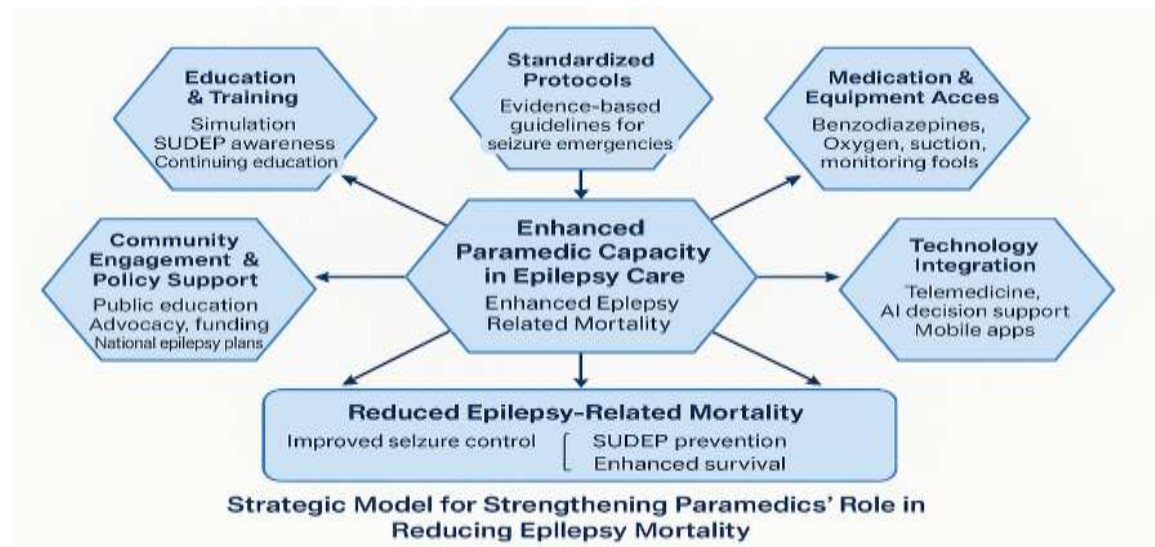 Education
& Training
Simulation
SUDEP awareness
Continuing education
Standardized
Protocols
Evidence-based
guidelines for
seizure emergencies
Medication &
Equipment Acces
Benzodiazepines,
Oxygen, suction,
monitoring fools
Community
Engagement &
Policy Support
Public education
Advocacy, funding
National epilepsy plans
Enhanced
Paramedic Capacity
in Epilepsy Care
Enhanced Eplepsy
Related Mortality
Technology
Integration
Telemedicine,
AI decision support
Mobile apps
Reduced Epilepsy-Related Mortality
Improved selzure control
SUDEP prevention
Enhanced survival
Strategic Model for Strengthening Paramedics' Role in
Reducing Epllepsy Mortality